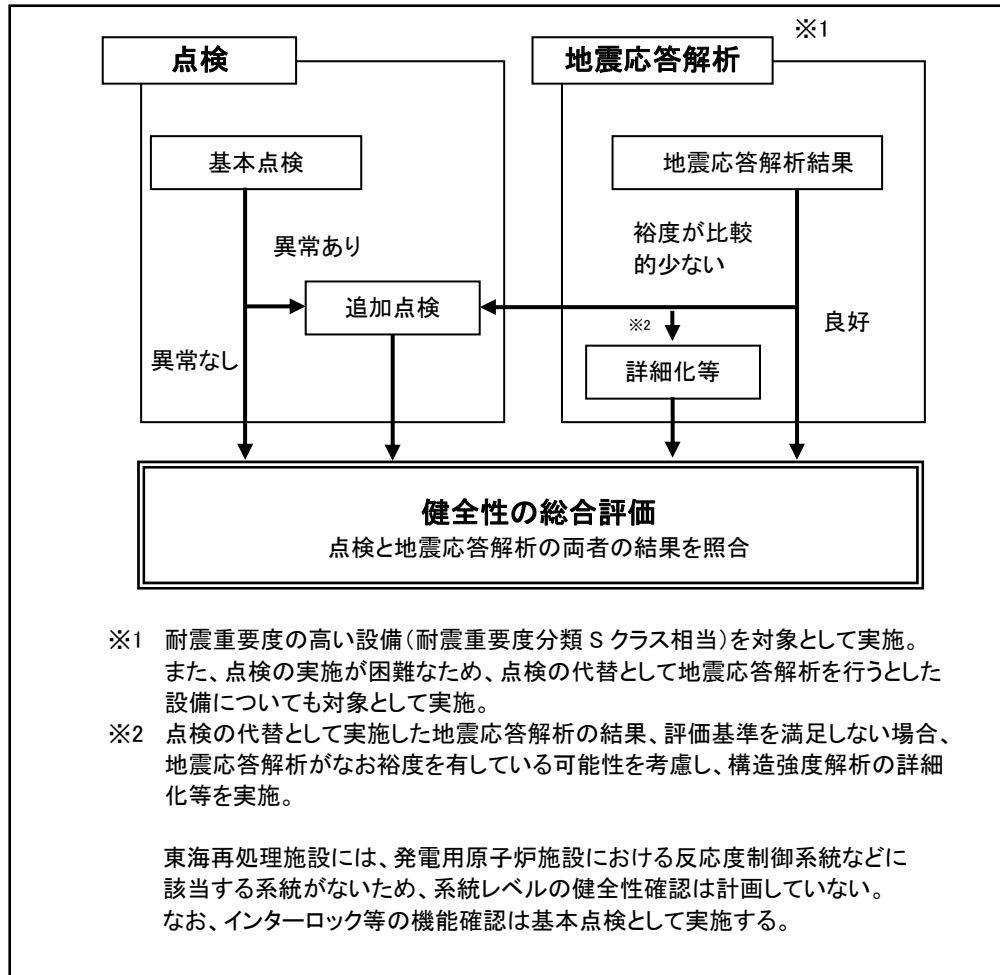 ※1
点検
地震応答解析
基本点検
地震応答解析結果
異常あり
裕度が比較
的少ない
追加点検
良好
※2
異常なし
詳細化等
健全性の総合評価
点検と地震応答解析の両者の結果を照合
※1 耐震重要度の高い設備(耐震重要度分類 S クラス相当)を対象として実施。
また、点検の実施が困難なため、点検の代替として地震応答解析を行うとした
設備についても対象として実施。
※2 点検の代替として実施した地震応答解析の結果、評価基準を満足しない場合、
地震応答解析がなお裕度を有している可能性を考慮し、構造強度解析の詳細
化等を実施。
東海再処理施設には、発電用原子炉施設における反応度制御系統などに
該当する系統がないため、系統レベルの健全性確認は計画していない。
なお、インターロック等の機能確認は基本点検として実施する。